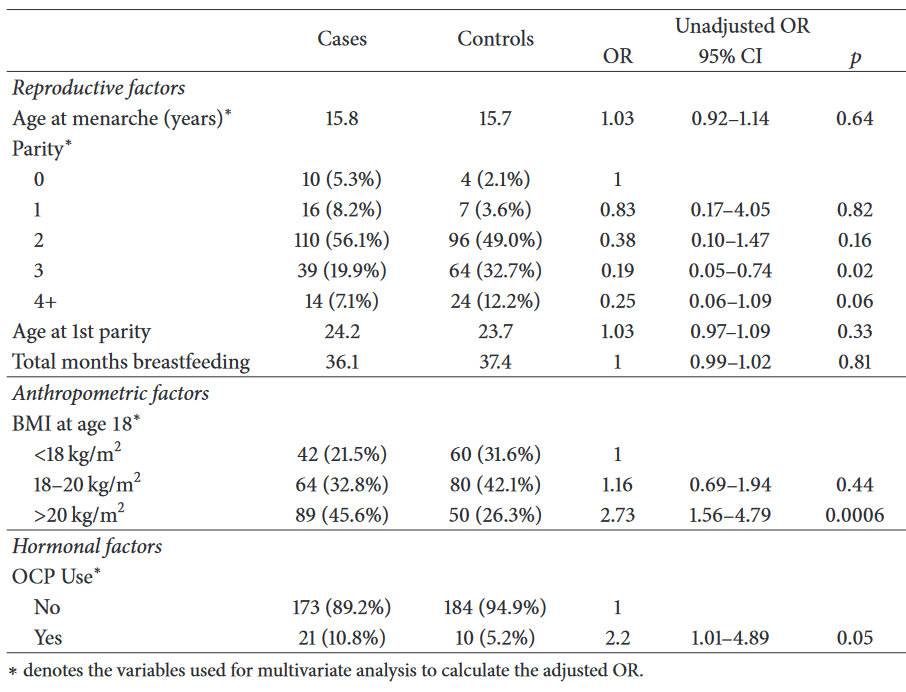 Unadjusted OR
Cases Controls OR 95% CI p
Reproductive factors
Age at menarche (years)* 15.8 15.7 1.03 0.92–1.14 0.64
Parity*
0 10 (5.3%) 4 (2.1%) 1
1 16 (8.2%) 7 (3.6%) 0.83 0.17–4.05 0.82
2 110 (56.1%) 96 (49.0%) 0.38 0.10–1.47 0.16
3 39 (19.9%) 64 (32.7%) 0.19 0.05–0.74 0.02
4+ 14 (7.1%) 24 (12.2%) 0.25 0.06–1.09 0.06
Age at 1st parity 24.2 23.7 1.03 0.97–1.09 0.33
Total months breastfeeding 36.1 37.4 1 0.99–1.02 0.81
Anthropometric factors
BMI at age 18*
<18 kg/m² 42 (21.5%) 60 (31.6%) 1
18–20 kg/m² 64 (32.8%) 80 (42.1%) 1.16 0.69–1.94 0.44
>20 kg/m² 89 (45.6%) 50 (26.3%) 2.73 1.56–4.79 0.0006
Hormonal factors
OCP Use*
No 173 (89.2%) 184 (94.9%) 1
Yes 21 (10.8%) 10 (5.2%) 2.2 1.01–4.89 0.05
* denotes the variables used for multivariate analysis to calculate the adjusted OR.